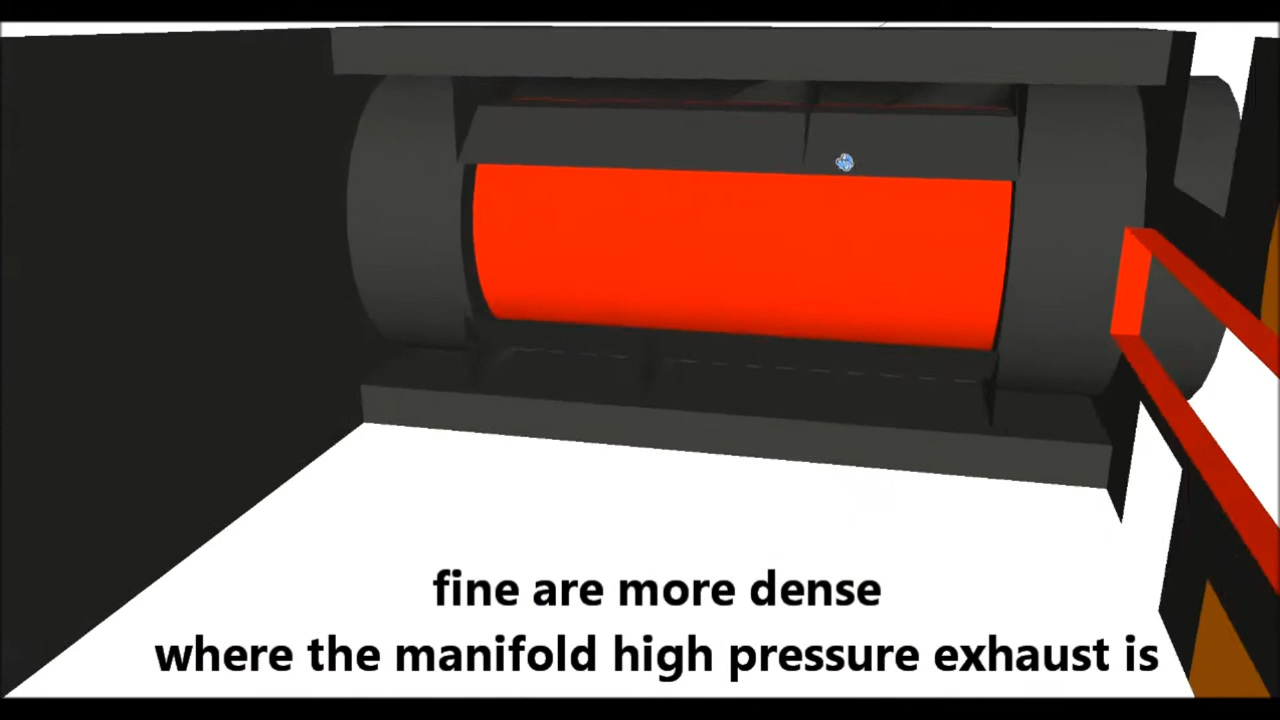 fine are more dense
where the manifold high pressure exhaust is